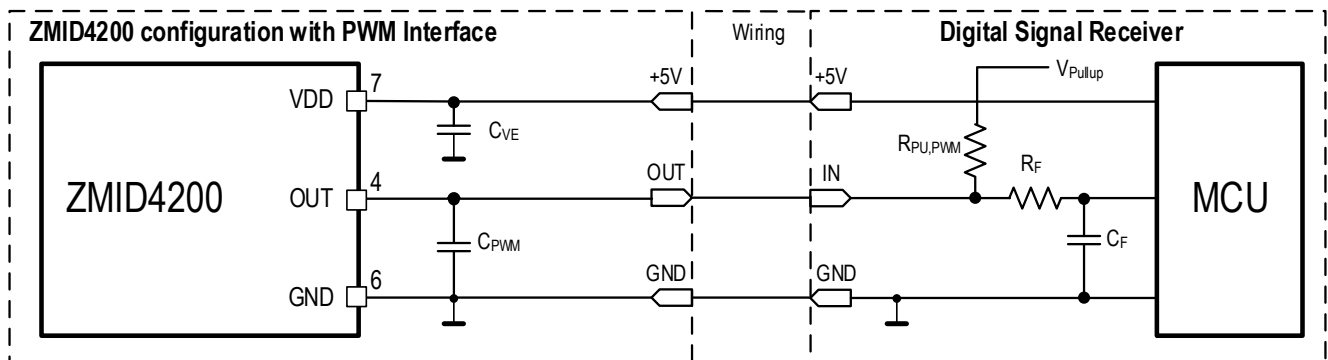 ZMID4200 configuration with PWM Interface
Wiring
Digital Signal Receiver
VDD
7
+5V
+5V
VPullup
CVE
RPU,PWM
RF
ZMID4200
OUT
4
OUT
IN
MCU
CPWM
CF
GND
6
GND
GND